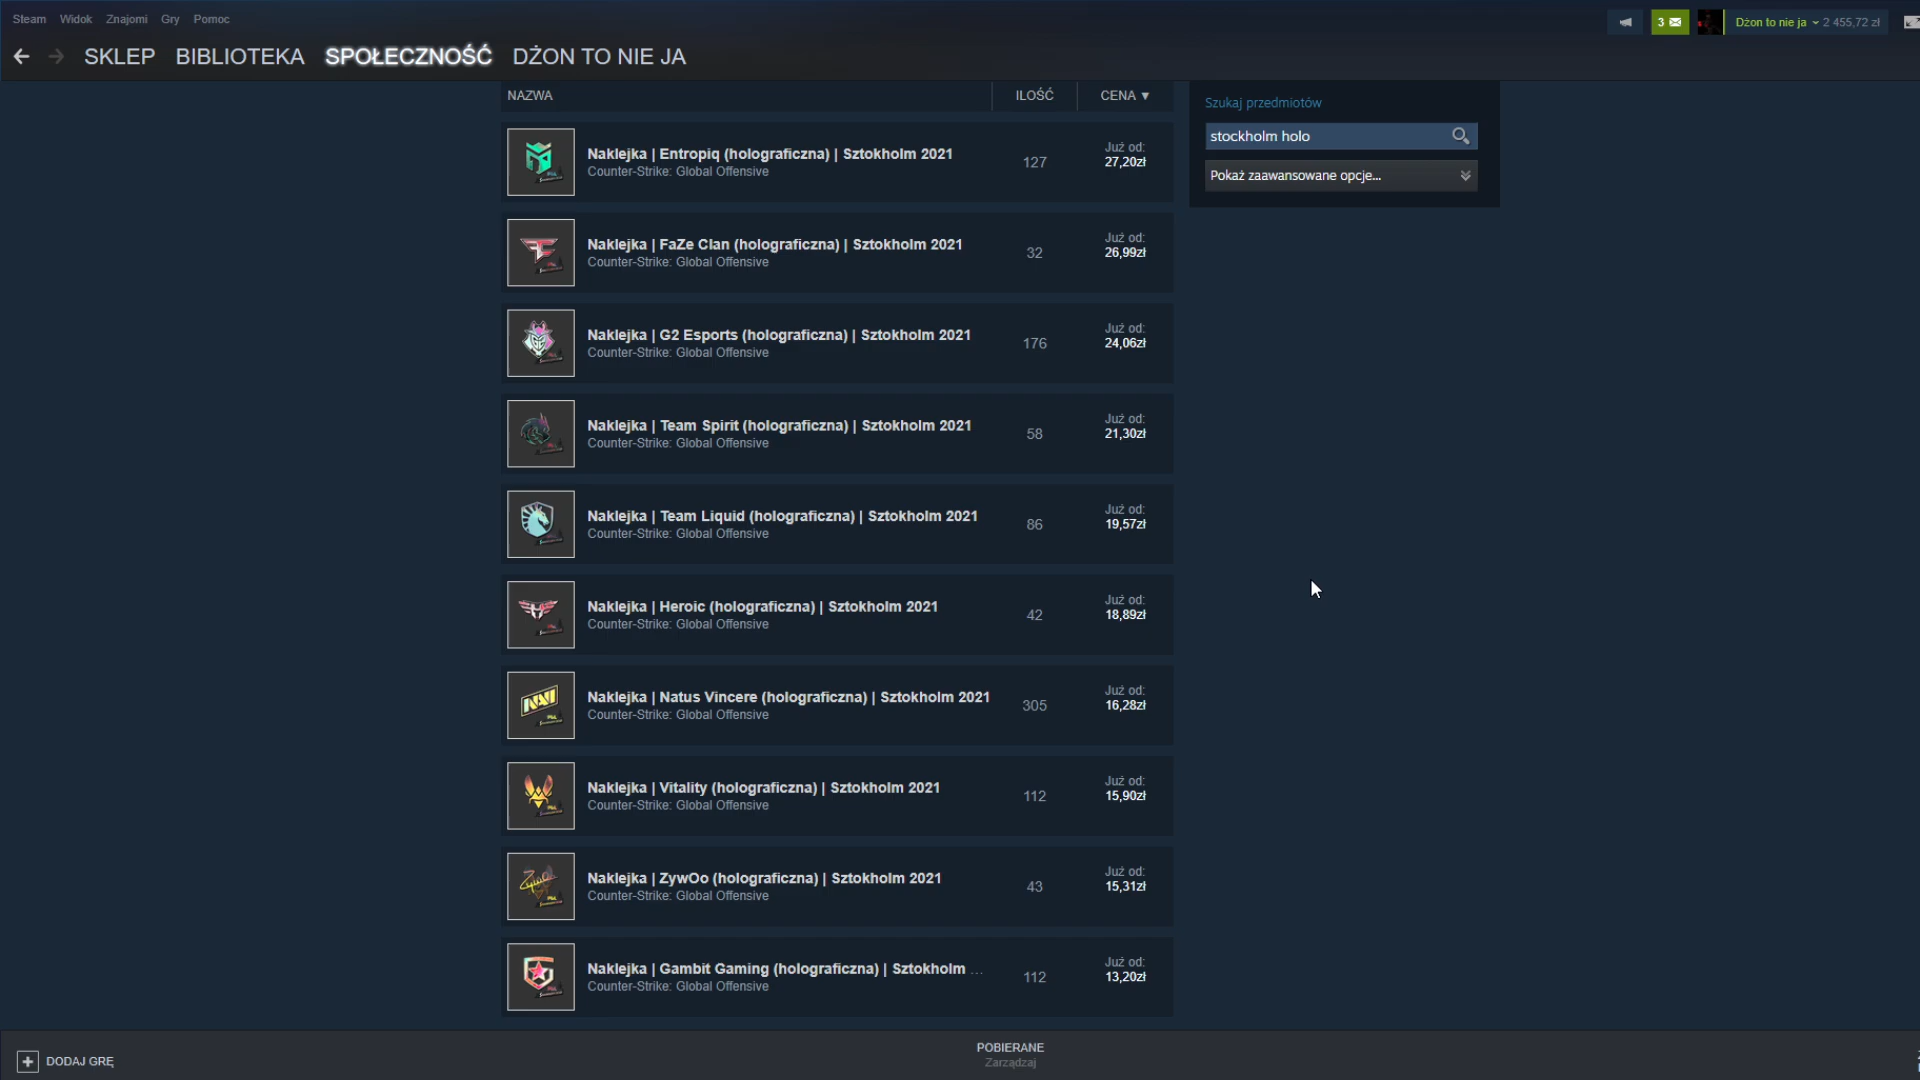 Steam Widok Znajomi Gry Pomoc
3
Dżon to nie ja 2 455,72 zł
SKLEP BIBLIOTEKA SPOŁECZNOŚĆ DŻON TO NIE JA
NAZWA ILOŚĆ CENA ▼
Szukaj przedmiotów
stockholm holo
Pokaż zaawansowane opcje...
Naklejka | Entropiq (holograficzna) | Sztokholm 2021
Counter-Strike: Global Offensive
127
Już od:
27,20zł
Naklejka | FaZe Clan (holograficzna) | Sztokholm 2021
Counter-Strike: Global Offensive
32
Już od:
26,99zł
Naklejka | G2 Esports (holograficzna) | Sztokholm 2021
Counter-Strike: Global Offensive
176
Już od:
24,06zł
Naklejka | Team Spirit (holograficzna) | Sztokholm 2021
Counter-Strike: Global Offensive
58
Już od:
21,30zł
Naklejka | Team Liquid (holograficzna) | Sztokholm 2021
Counter-Strike: Global Offensive
86
Już od:
19,57zł
Naklejka | Heroic (holograficzna) | Sztokholm 2021
Counter-Strike: Global Offensive
42
Już od:
18,89zł
Naklejka | Natus Vincere (holograficzna) | Sztokholm 2021
Counter-Strike: Global Offensive
305
Już od:
16,28zł
Naklejka | Vitality (holograficzna) | Sztokholm 2021
Counter-Strike: Global Offensive
112
Już od:
15,90zł
Naklejka | ZywOo (holograficzna) | Sztokholm 2021
Counter-Strike: Global Offensive
43
Już od:
15,31zł
Naklejka | Gambit Gaming (holograficzna) | Sztokholm ...
Counter-Strike: Global Offensive
112
Już od:
13,20zł
DODAJ GRĘ
POBIERANE
Zarządzaj